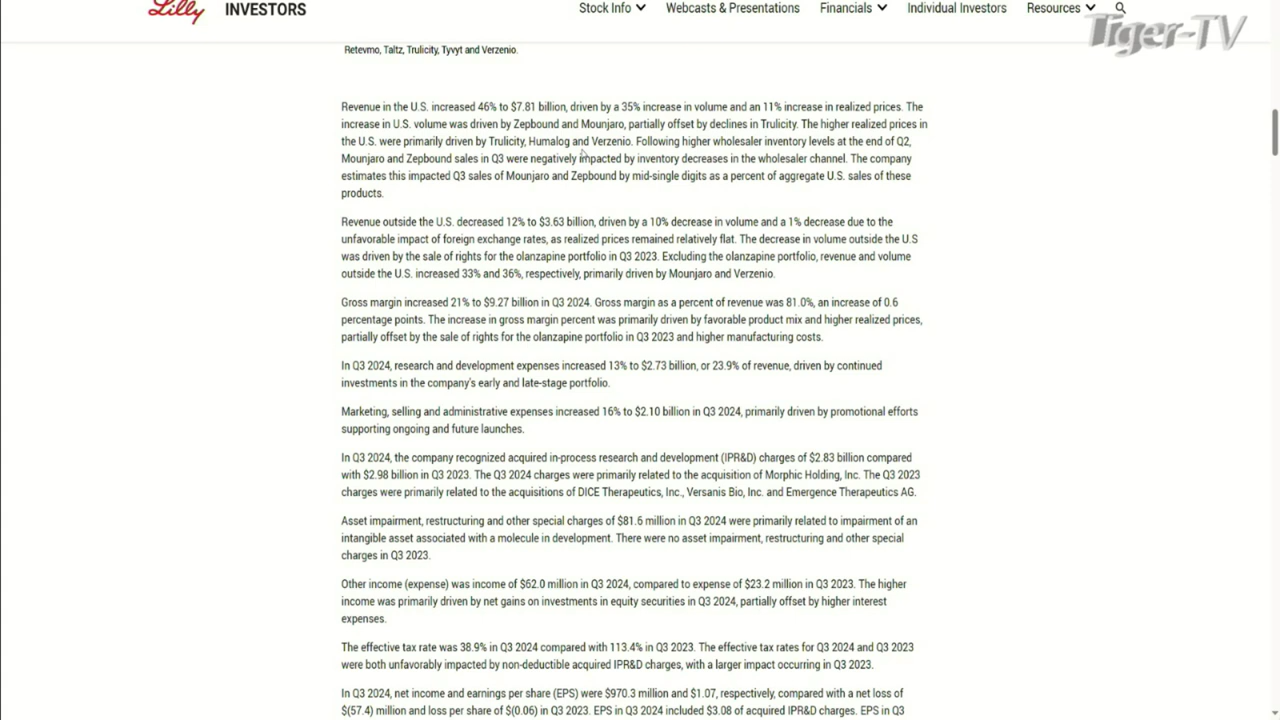 Lilly INVESTORS Stock Info Webcasts & Presentations Financials Individual Investors Resources
Tiger-TV
Retevmo, Taltz, Trulicity, Tyvyt and Verzenio.
Revenue in the U.S. increased 46% to $7.81 billion, driven by a 35% increase in volume and an 11% increase in realized prices. The
increase in U.S. volume was driven by Zepbound and Mounjaro, partially offset by declines in Trulicity. The higher realized prices in
the U.S. were primarily driven by Trulicity, Humalog and Verzenio. Following higher wholesaler inventory levels at the end of Q2,
Mounjaro and Zepbound sales in Q3 were negatively impacted by inventory decreases in the wholesaler channel. The company
estimates this impacted Q3 sales of Mounjaro and Zepbound by mid-single digits as a percent of aggregate U.S. sales of these
products.
Revenue outside the U.S. decreased 12% to $3.63 billion, driven by a 10% decrease in volume and a 1% decrease due to the
unfavorable impact of foreign exchange rates, as realized prices remained relatively flat. The decrease in volume outside the U.S
was driven by the sale of rights for the olanzapine portfolio in Q3 2023. Excluding the olanzapine portfolio, revenue and volume
outside the U.S. increased 33% and 36%, respectively, primarily driven by Mounjaro and Verzenio.
Gross margin increased 21% to $9.27 billion in Q3 2024. Gross margin as a percent of revenue was 81.0%, an increase of 0.6
percentage points. The increase in gross margin percent was primarily driven by favorable product mix and higher realized prices,
partially offset by the sale of rights for the olanzapine portfolio in Q3 2023 and higher manufacturing costs.
In Q3 2024, research and development expenses increased 13% to $2.73 billion, or 23.9% of revenue, driven by continued
investments in the company's early and late-stage portfolio.
Marketing, selling and administrative expenses increased 16% to $2.10 billion in Q3 2024, primarily driven by promotional efforts
supporting ongoing and future launches.
In Q3 2024, the company recognized acquired in-process research and development (IPR&D) charges of $2.83 billion compared
with $2.98 billion in Q3 2023. The Q3 2024 charges were primarily related to the acquisition of Morphic Holding, Inc. The Q3 2023
charges were primarily related to the acquisitions of DICE Therapeutics, Inc., Versanis Bio, Inc. and Emergence Therapeutics AG.
Asset impairment, restructuring and other special charges of $81.6 million in Q3 2024 were primarily related to impairment of an
intangible asset associated with a molecule in development. There were no asset impairment, restructuring and other special
charges in Q3 2023.
Other income (expense) was income of $62.0 million in Q3 2024, compared to expense of $23.2 million in Q3 2023. The higher
income was primarily driven by net gains on investments in equity securities in Q3 2024, partially offset by higher interest
expenses.
The effective tax rate was 38.9% in Q3 2024 compared with 113.4% in Q3 2023. The effective tax rates for Q3 2024 and Q3 2023
were both unfavorably impacted by non-deductible acquired IPR&D charges, with a larger impact occurring in Q3 2023.
In Q3 2024, net income and earnings per share (EPS) were $970.3 million and $1.07, respectively, compared with a net loss of
$(57.4) million and loss per share of $(0.06) in Q3 2023. EPS in Q3 2024 included $3.08 of acquired IPR&D charges. EPS in Q3